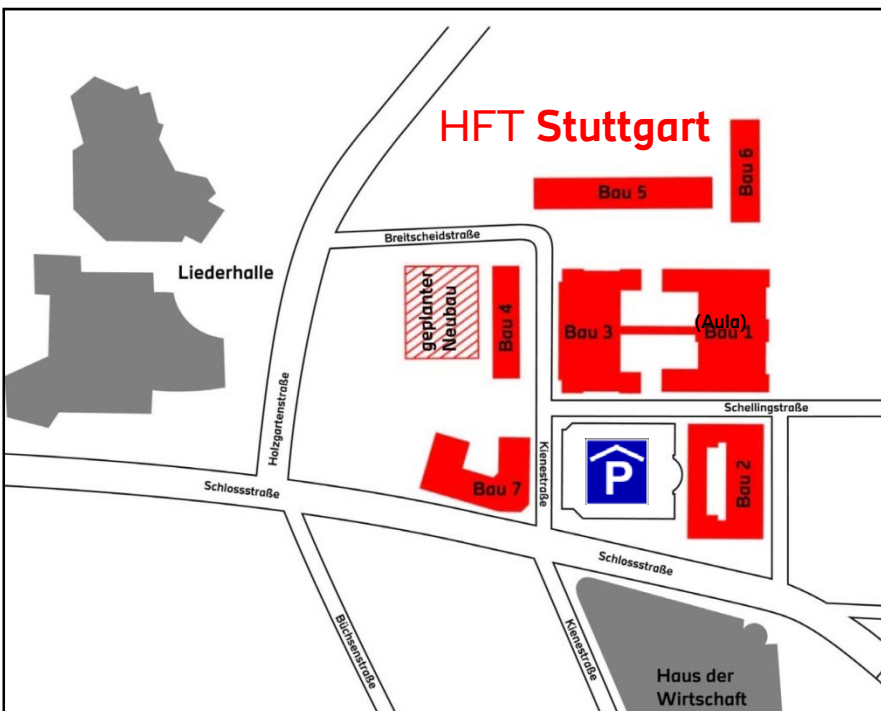 HFT Stuttgart
Bau 6
Bau 5
Breitscheidstraße
Liederhalle
geplanter
Neubau
Bau 4
Bau 3
(Aula)
Bau 1
Holzgartenstraße
Schellingstraße
Kienestraße
P
Bau 2
Bau 7
Schlossstraße
Schlossstraße
Büchsenstraße
Kienestraße
Haus der
Wirtschaft